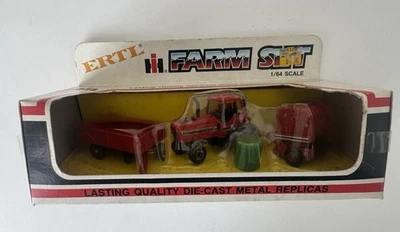 ERTL
IH FARM SET
1/64 SCALE
LASTING QUALITY DIE-CAST METAL REPLICAS